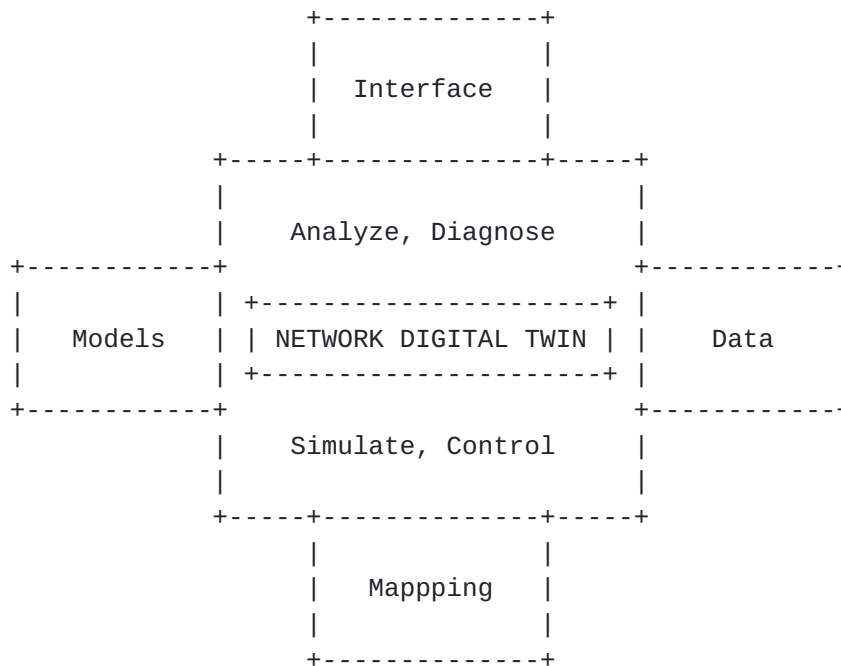 Interface
Analyze, Diagnose
Models
NETWORK DIGITAL TWIN
Data
Simulate, Control
Mappping